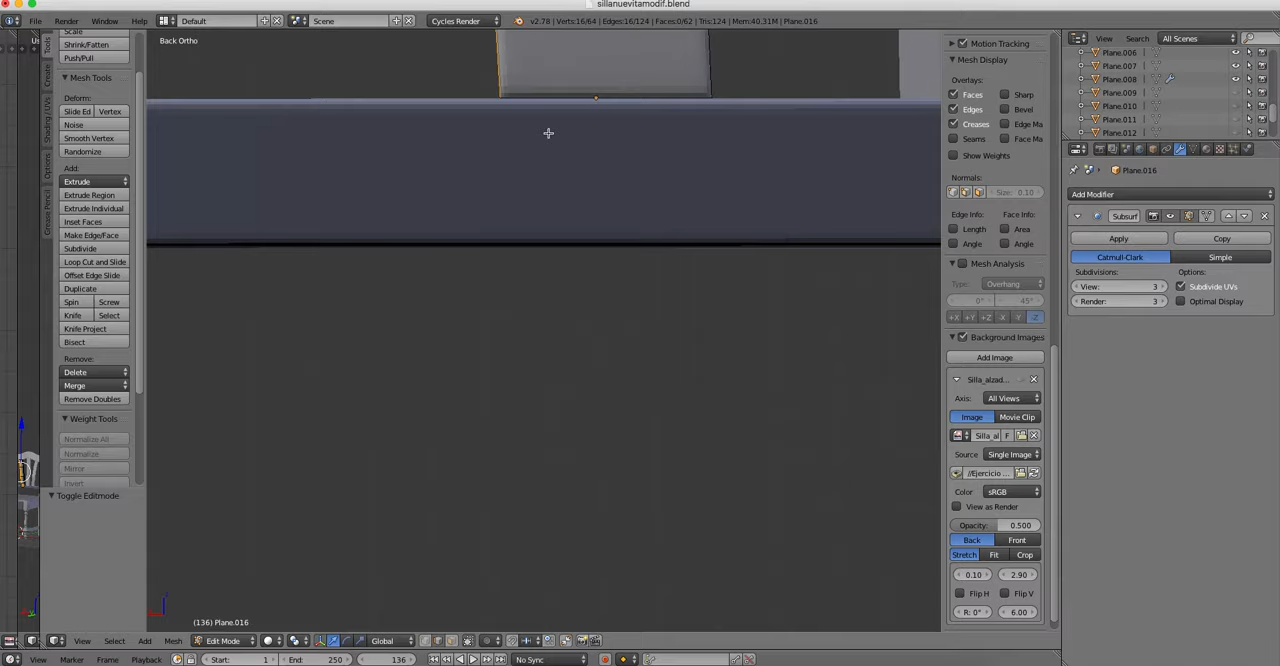 sillanuevitamodif.blend
File Render Window Help Default Scene Cycles Render v2.78 | Verts:16/64 | Edges:16/124 | Faces:0/62 | Tris:124 | Mem:40.31M | Plane.016
View Search All Scenes
Back Ortho
Tools
Create
Shading / UVs
Options
Grease Pencil
Scale
Shrink/Fatten
Push/Pull
Mesh Tools
Deform:
Slide Ed Vertex
Noise
Smooth Vertex
Randomize
Add:
Extrude
Extrude Region
Extrude Individual
Inset Faces
Make Edge/Face
Subdivide
Loop Cut and Slide
Offset Edge Slide
Duplicate
Spin Screw
Knife Select
Knife Project
Bisect
Remove:
Delete
Merge
Remove Doubles
Weight Tools
Normalize All
Normalize
Mirror
Invert
Toggle Editmode
(136) Plane.016
Motion Tracking
Mesh Display
Overlays:
Faces Sharp
Edges Bevel
Creases Edge Ma
Seams Face Ma
Show Weights
Normals:
Size: 0.10
Edge Info: Face Info:
Length Area
Angle Angle
Mesh Analysis
Type: Overhang
0° 45°
+X +Y +Z -X -Y -Z
Background Images
Add Image
Silla_alzad...
Axis: All Views
Image Movie Clip
Silla_al F
Source Single Image
//Ejercicio ...
Color sRGB
View as Render
Opacity: 0.500
Back Front
Stretch Fit Crop
0.10 2.90
Flip H Flip V
R: 0° 6.00
Plane.006
Plane.007
Plane.008
Plane.009
Plane.010
Plane.011
Plane.012
Plane.016
Add Modifier
Subsurf
Apply Copy
Catmull-Clark Simple
Subdivisions: Options:
View: 3 Subdivide UVs
Render: 3 Optimal Display
View Select Add Mesh Edit Mode Global
View Marker Frame Playback Start: 1 End: 250 136 No Sync